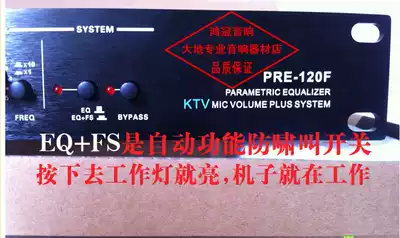 SYSTEM
x10
x1
FREQ
EQ
EQ+FS
BYPASS
鸿冠音响
大地专业音响器材店
品质保证
PRE-120F
PARAMETRIC EQUALIZER
KTV MIC VOLUME PLUS SYSTEM
EQ+FS是自动功能防啸叫开关
按下去工作灯就亮,机子就在工作